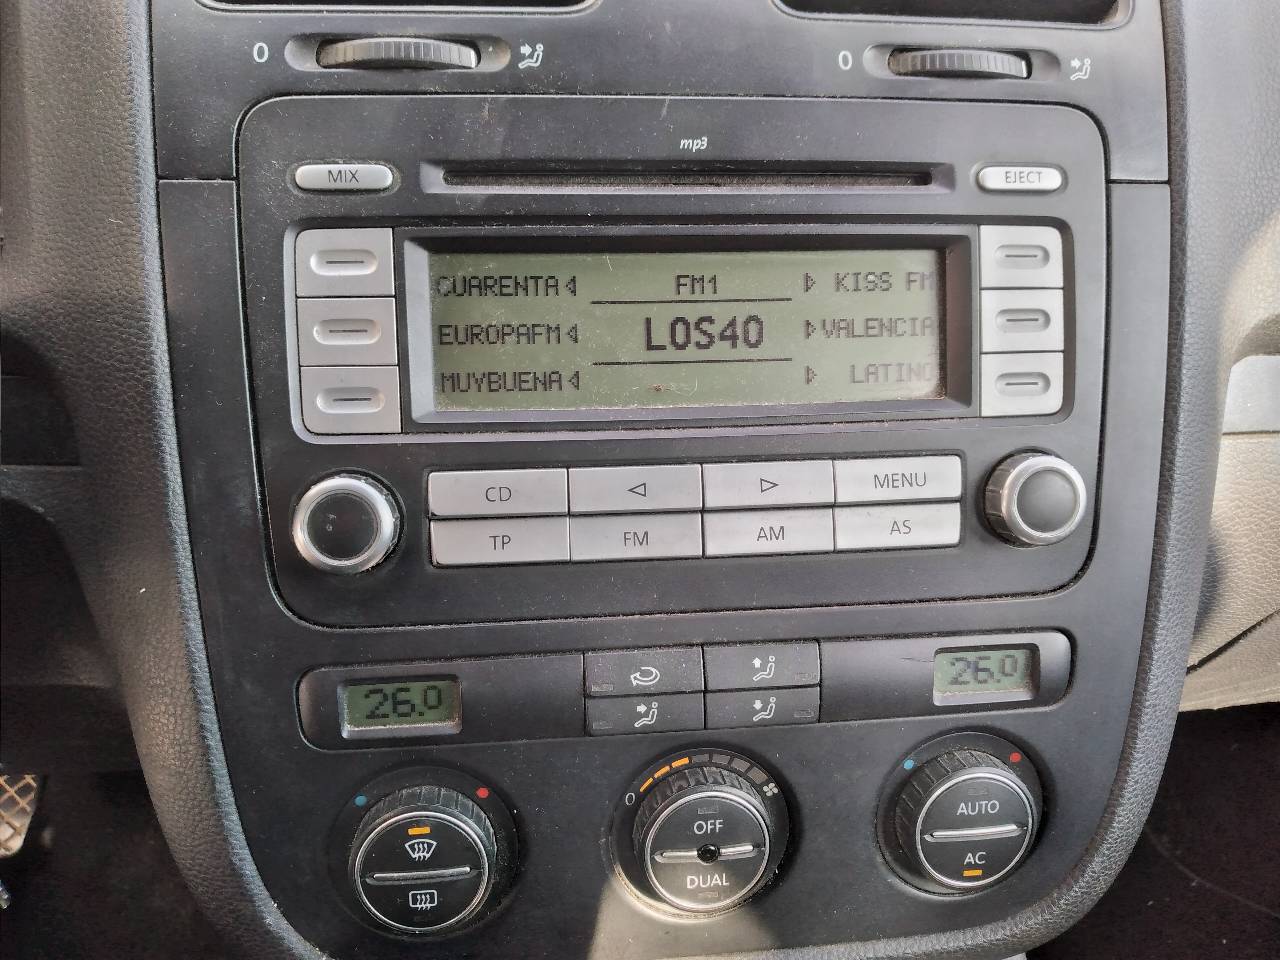 0
0
mp3
MIX
EJECT
CUARENTA FM1 KISS FM
EUROPAFM LOS40 VALENCIA
MUYBUENA LATINO
CD MENU
TP FM AM AS
26.0
26.0
0
OFF
DUAL
AUTO
AC